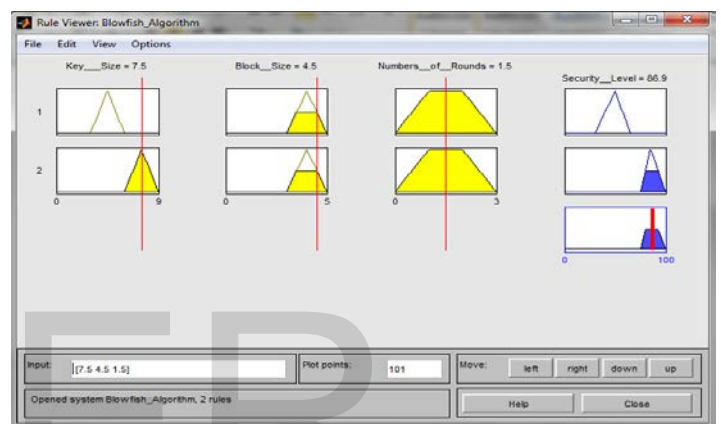 Rule Viewer: Blowfish_Algorithm
File Edit View Options
Key___Size = 7.5 Block__Size = 4.5 Numbers__of__Rounds = 1.5
Security__Level = 86.9
1
2
0 9 0 5 0 3
0 100
Input: [7.5 4.5 1.5] Plot points: 101 Move: left right down up
Opened system Blowfish_Algorithm, 2 rules Help Close